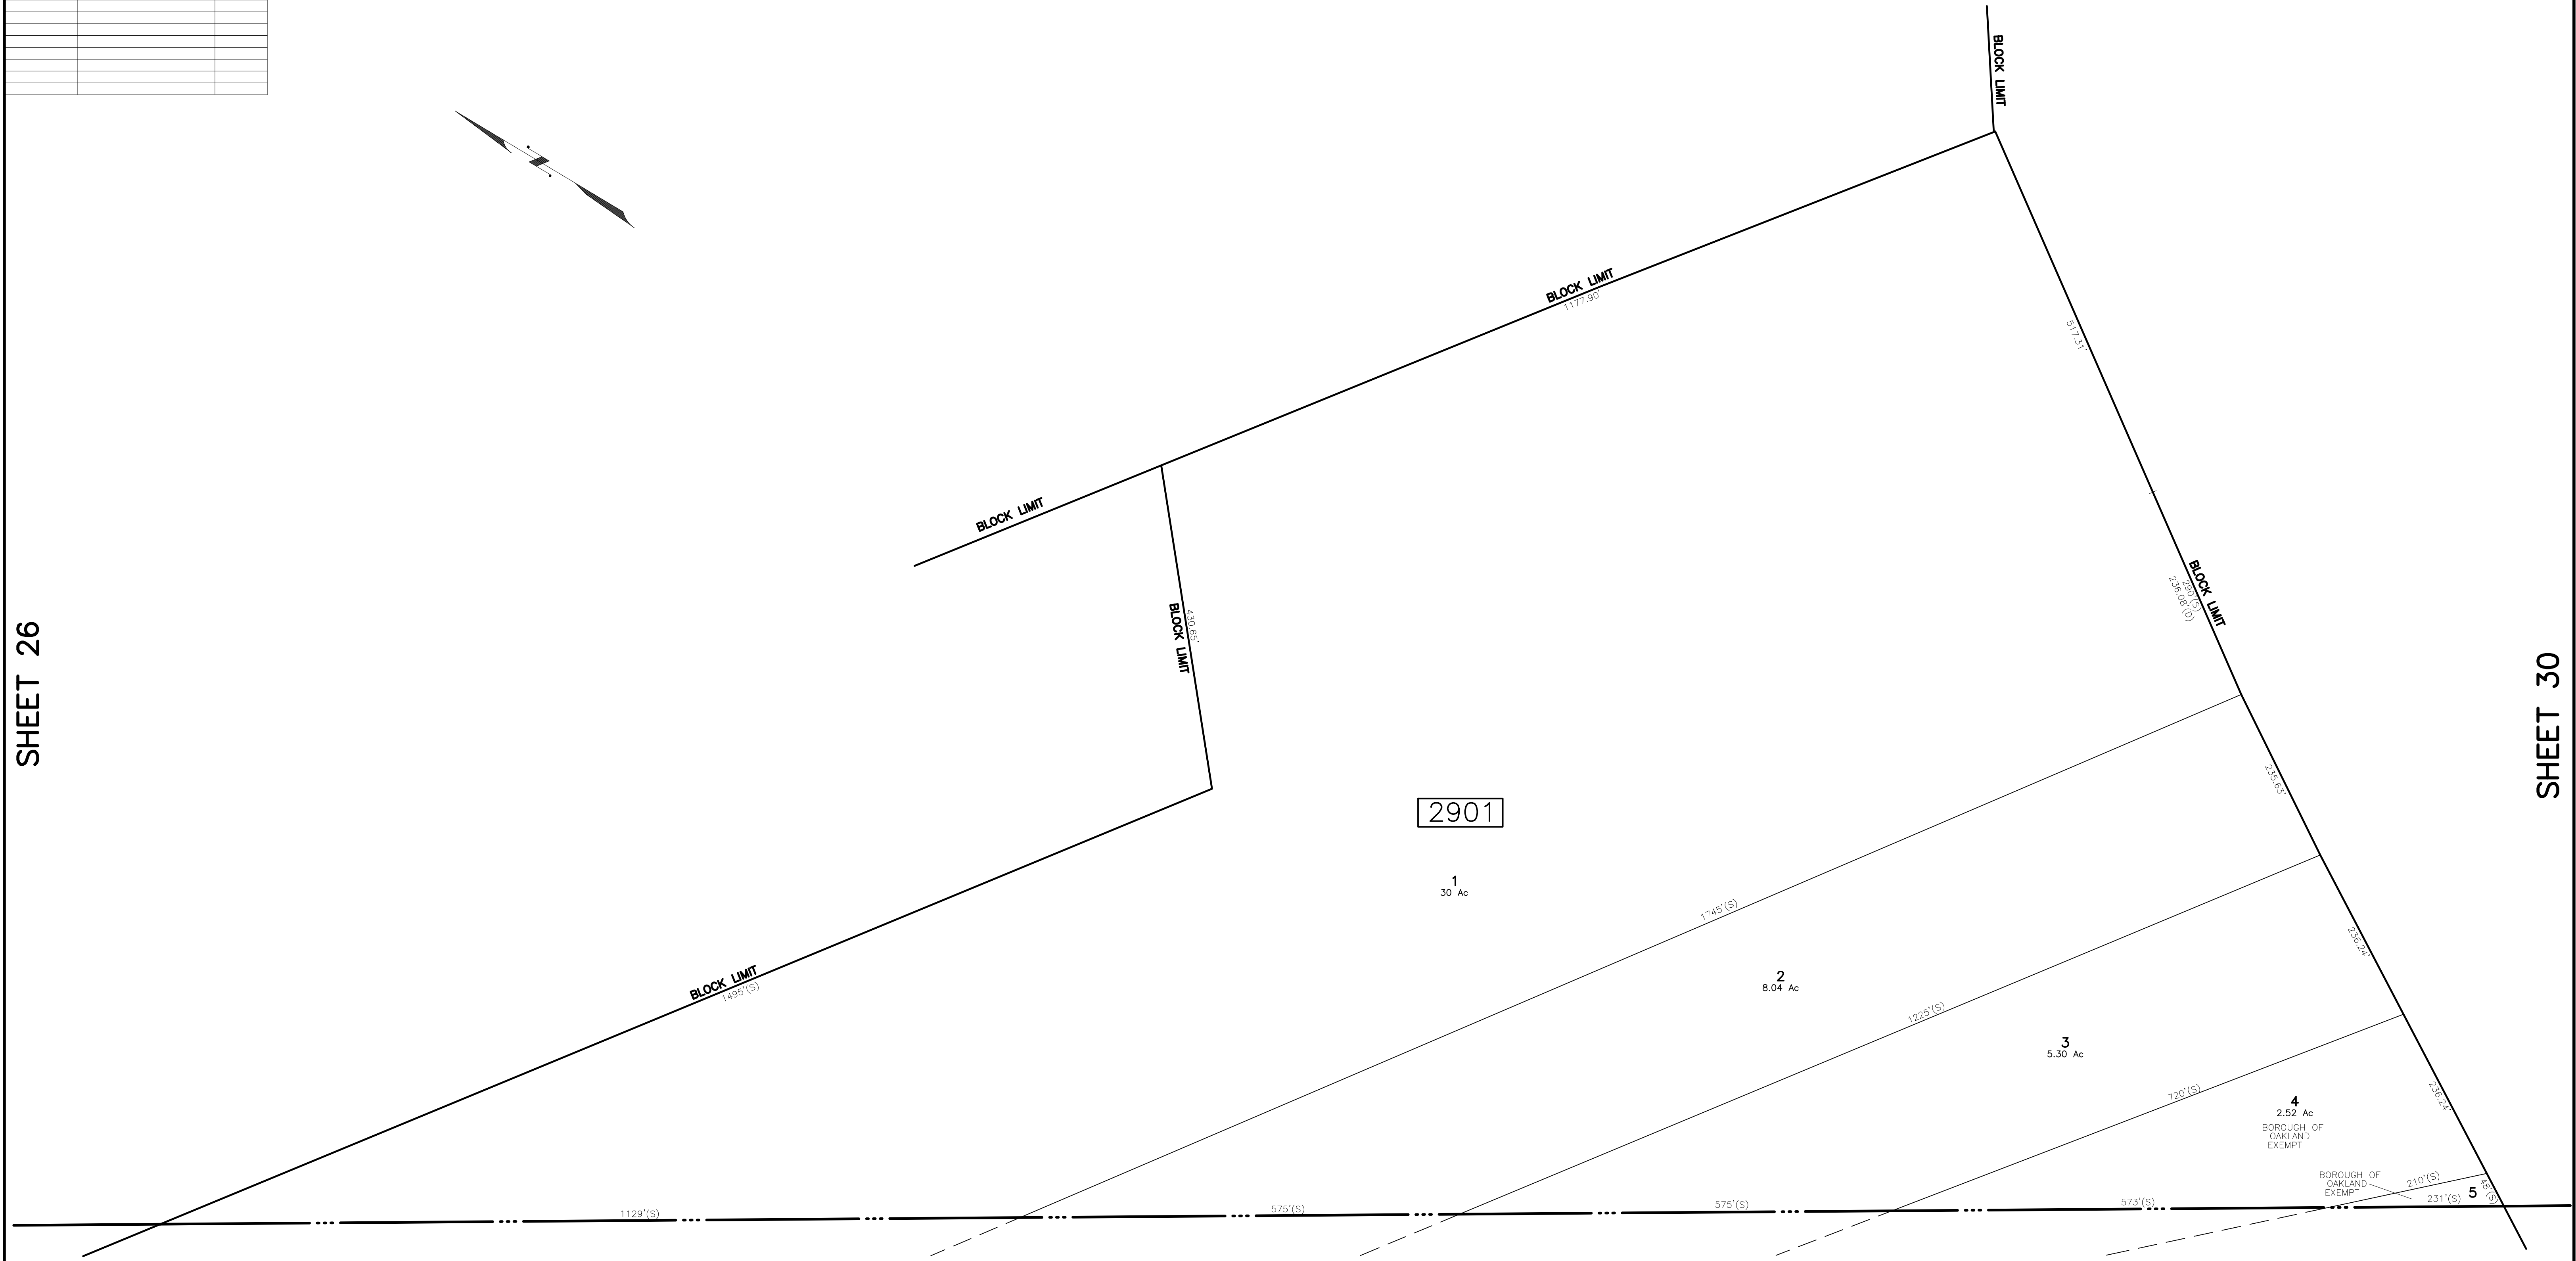 BLOCK LIMIT
BLOCK LIMIT
1177.90'
517.31'
BLOCK LIMIT
BLOCK LIMIT
290'(S)
236.08'(D)
430.65'
BLOCK LIMIT
SHEET 26
SHEET 30
235.63'
2901
1
30 Ac
1745'(S)
236.24'
2
8.04 Ac
BLOCK LIMIT
1495'(S)
1225'(S)
3
5.30 Ac
720'(S)
236.24'
4
2.52 Ac
BOROUGH OF
OAKLAND
EXEMPT
BOROUGH OF
OAKLAND
EXEMPT
210'(S)
48'(S)
231'(S)
5
1129'(S)
575'(S)
575'(S)
573'(S)